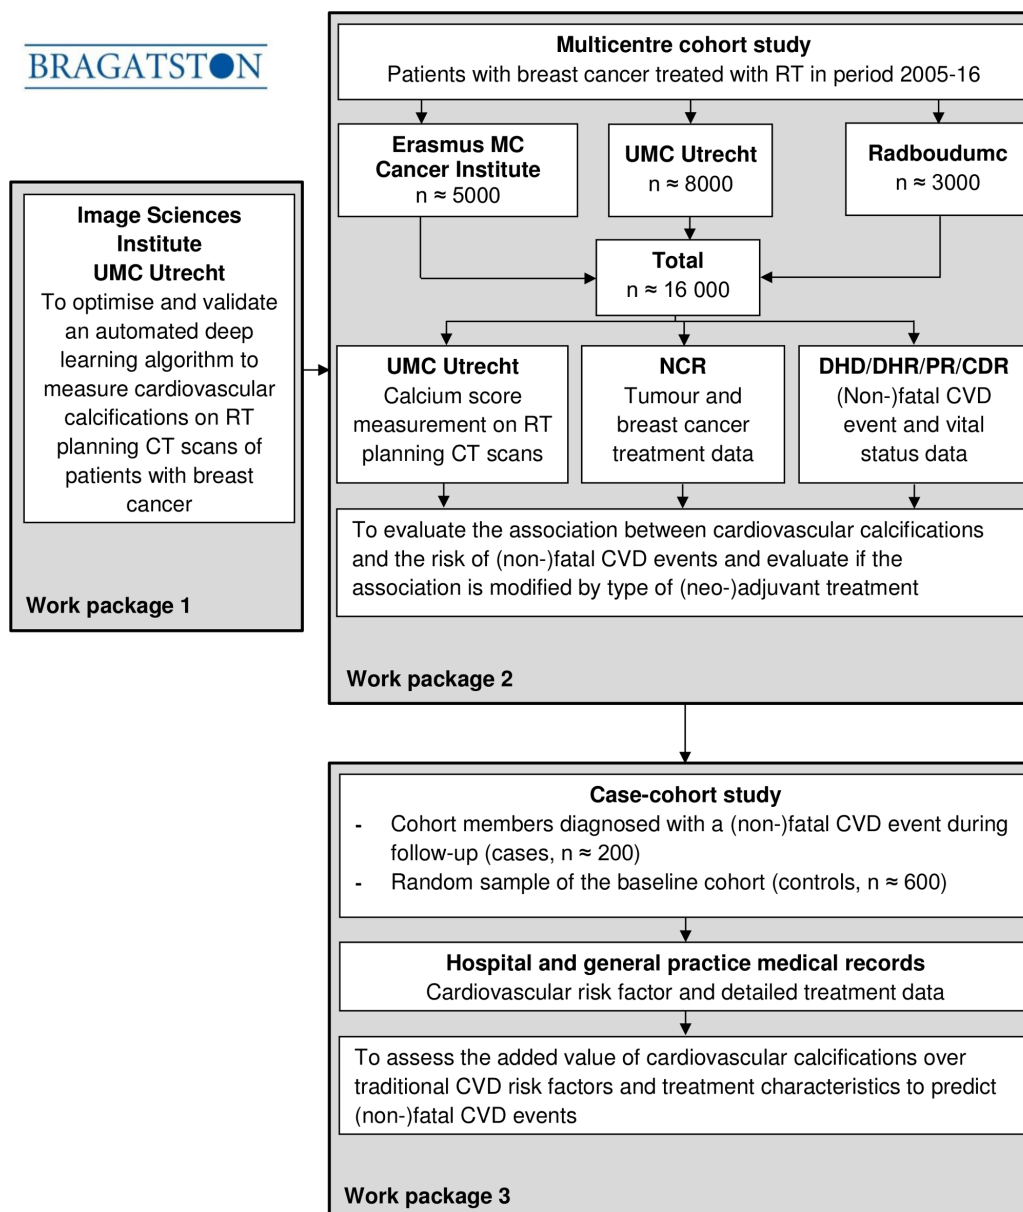 BRAGATSTON
Image Sciences
Institute
UMC Utrecht
To optimise and validate
an automated deep
learning algorithm to
measure cardiovascular
calcifications on RT
planning CT scans of
patients with breast
cancer
Work package 1
Multicentre cohort study
Patients with breast cancer treated with RT in period 2005-16
Erasmus MC
Cancer Institute
n ≈ 5000
UMC Utrecht
n ≈ 8000
Radboudumc
n ≈ 3000
Total
n ≈ 16 000
UMC Utrecht
Calcium score
measurement on RT
planning CT scans
NCR
Tumour and
breast cancer
treatment data
DHD/DHR/PR/CDR
(Non-)fatal CVD
event and vital
status data
To evaluate the association between cardiovascular calcifications
and the risk of (non-)fatal CVD events and evaluate if the
association is modified by type of (neo-)adjuvant treatment
Work package 2
Case-cohort study
- Cohort members diagnosed with a (non-)fatal CVD event during
follow-up (cases, n ≈ 200)
- Random sample of the baseline cohort (controls, n ≈ 600)
Hospital and general practice medical records
Cardiovascular risk factor and detailed treatment data
To assess the added value of cardiovascular calcifications over
traditional CVD risk factors and treatment characteristics to predict
(non-)fatal CVD events
Work package 3